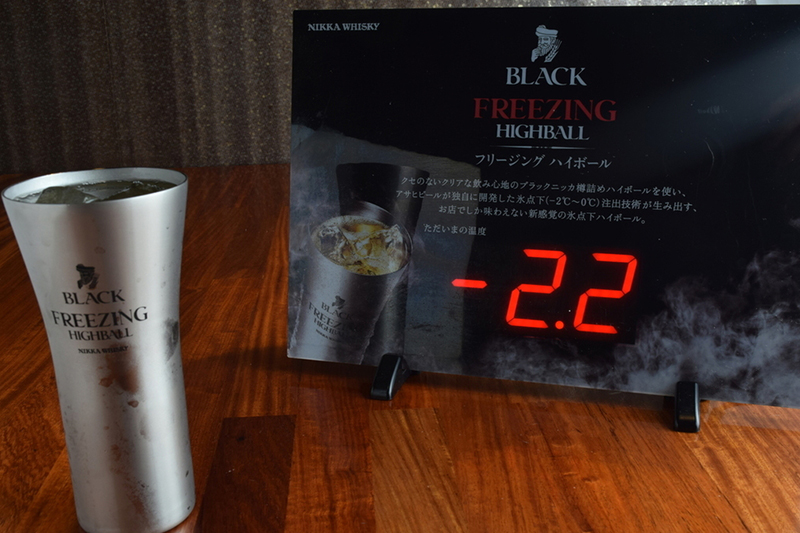 NIKKA WHISKY
BLACK
FREEZING
HIGHBALL
フリージング ハイボール
クセのないクリアな飲み心地のブラックニッカ樽詰めハイボールを使い、
アサヒビールが独自に開発した氷点下(−2℃〜0℃)注出技術が生み出す、
お店でしか味わえない新感覚の氷点下ハイボール。
ただいまの温度
-2.2
BLACK
FREEZING
HIGHBALL
NIKKA WHISKY
BLACK
FREEZING
HIGHBALL